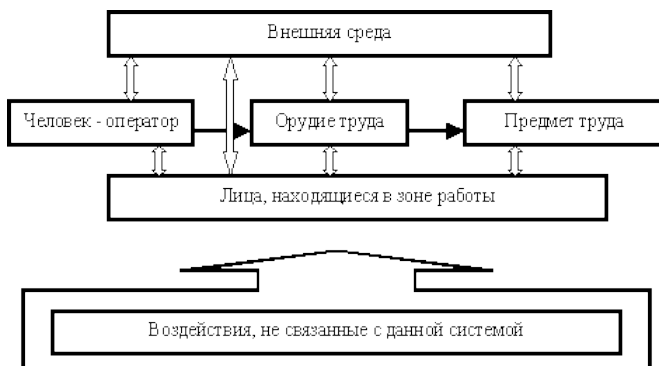 Внешняя среда
Человек - оператор
Орудие труда
Предмет труда
Лица, находящиеся в зоне работы
Воздействия, не связанные с данной системой